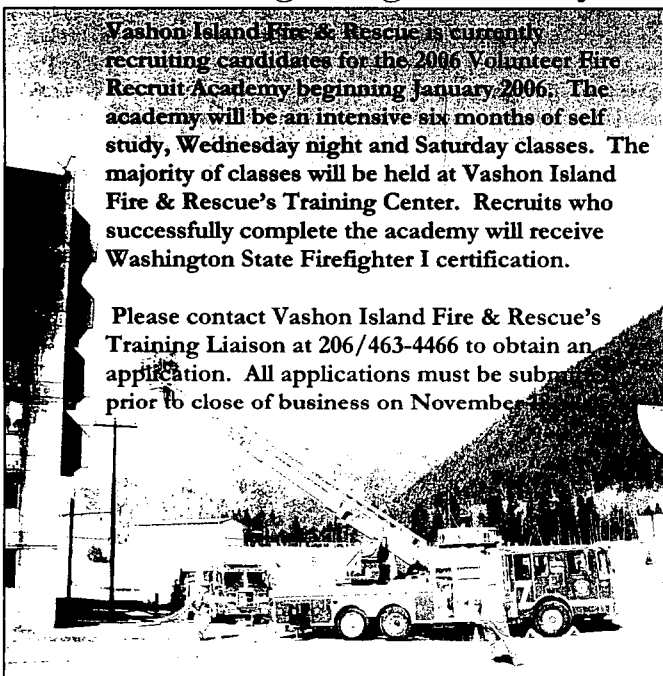 Vashon Island Fire & Rescue is currently
recruiting candidates for the 2006 Volunteer Fire
Recruit Academy beginning January 2006. The
academy will be an intensive six months of self
study, Wednesday night and Saturday classes. The
majority of classes will be held at Vashon Island
Fire & Rescue's Training Center. Recruits who
successfully complete the academy will receive
Washington State Firefighter I certification.
Please contact Vashon Island Fire & Rescue's
Training Liaison at 206/463-4466 to obtain an
application. All applications must be
prior to close of business on November